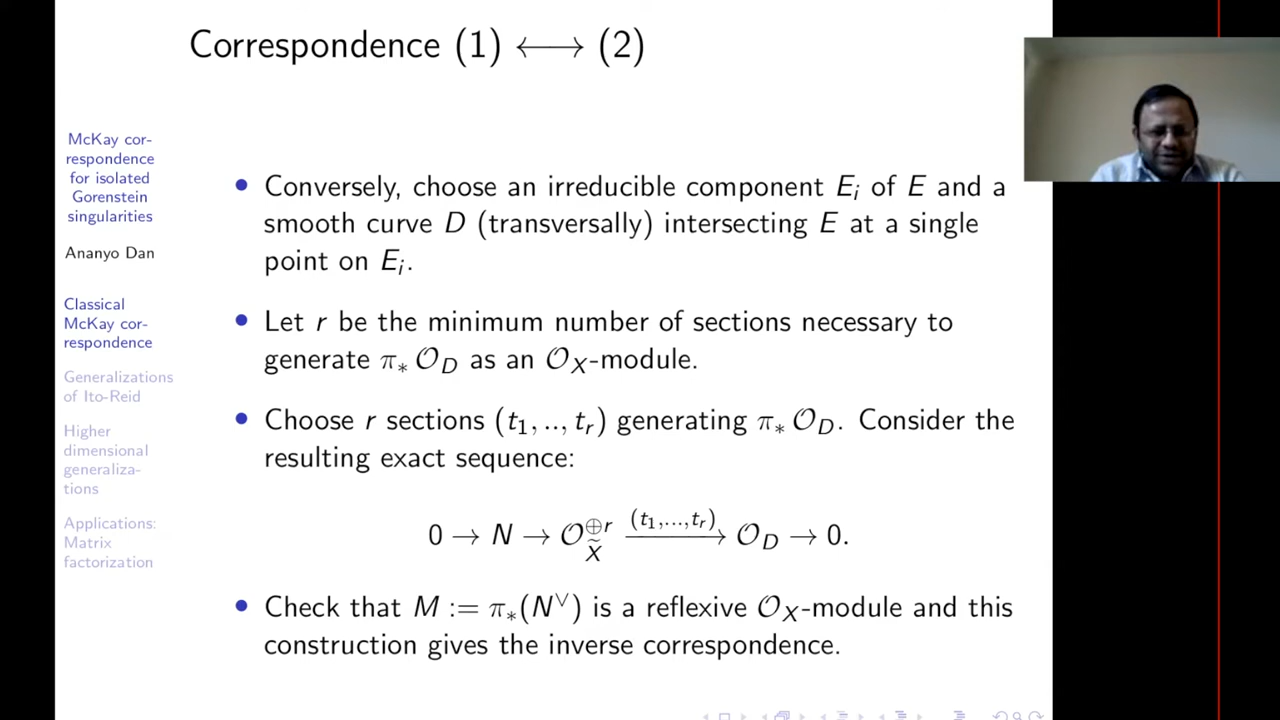 Correspondence (1) ⟷ (2)
McKay cor-
respondence
for isolated
Gorenstein
singularities
Ananyo Dan
Classical
McKay cor-
respondence
Generalizations
of Ito-Reid
Higher
dimensional
generaliza-
tions
Applications:
Matrix
factorization
• Conversely, choose an irreducible component E_i of E and a
smooth curve D (transversally) intersecting E at a single
point on E_i.
• Let r be the minimum number of sections necessary to
generate π_* 𝒪_D as an 𝒪_X-module.
• Choose r sections (t_1, .., t_r) generating π_* 𝒪_D. Consider the
resulting exact sequence:
0 → N → 𝒪_X̃^{⊕r} \xrightarrow{(t_1,...,t_r)} 𝒪_D → 0.
• Check that M := π_*(N^∨) is a reflexive 𝒪_X-module and this
construction gives the inverse correspondence.